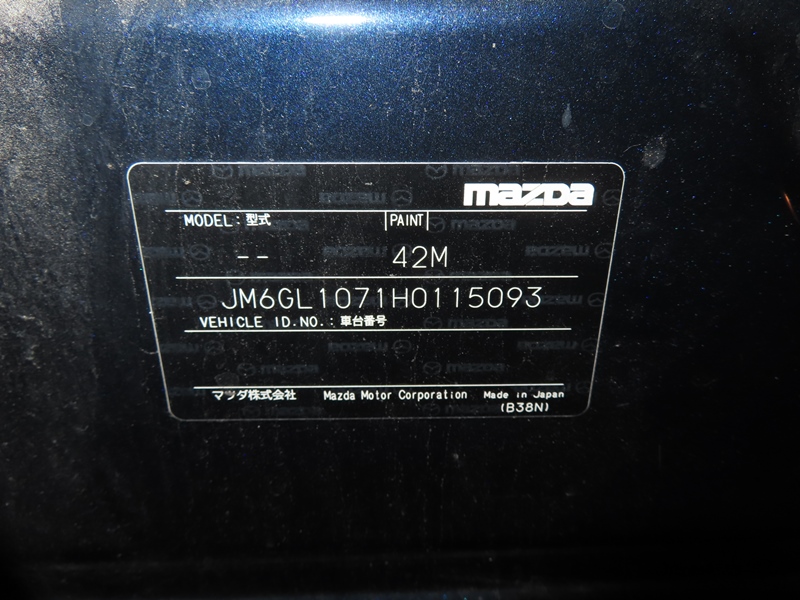 mazda
MODEL: 型式 PAINT
-- 42M
JM6GL1071H0115093
VEHICLE ID.NO.: 車台番号
マツダ株式会社 Mazda Motor Corporation Made in Japan
(B38N)